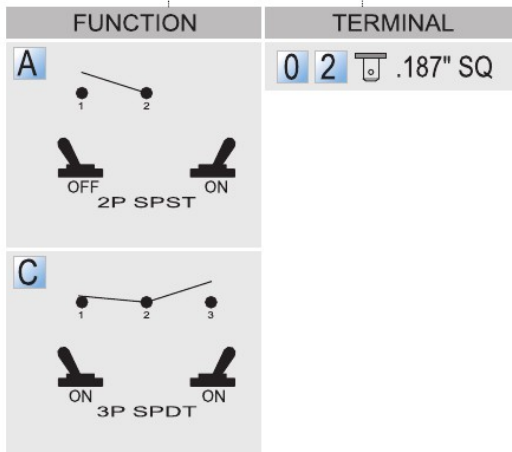 FUNCTION
TERMINAL
A
1 2
OFF ON
2P SPST
C
1 2 3
ON ON
3P SPDT
0 2 .187" SQ